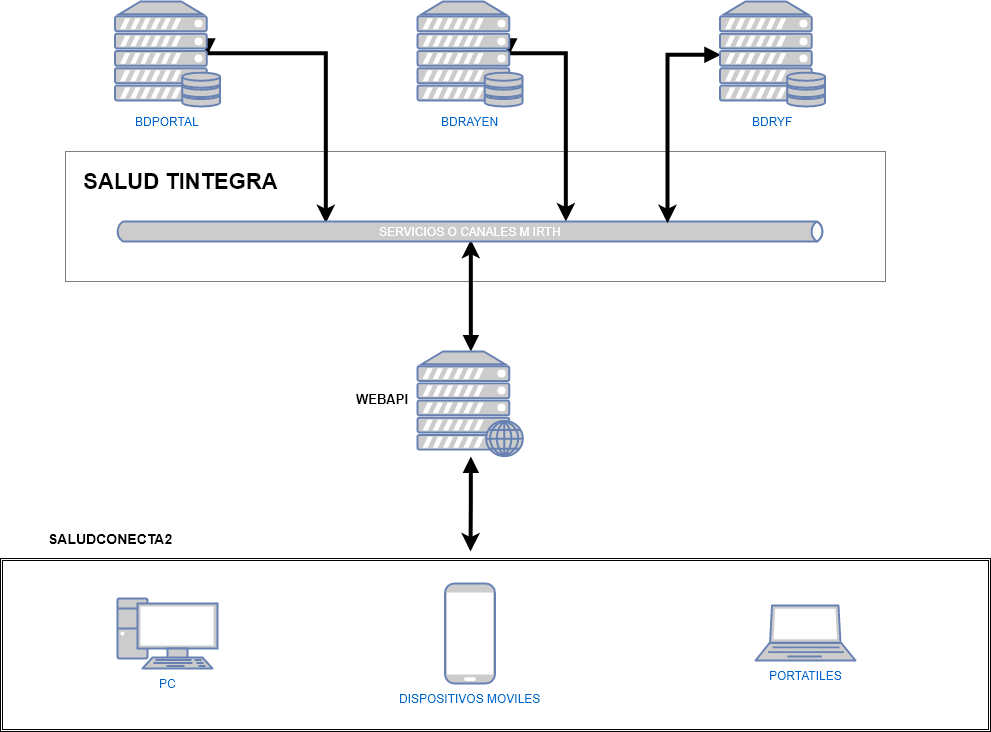 BDPORTAL
BDRAYEN
BDRYF
SALUD TINTEGRA
SERVICIOS O CANALES M IRTH
WEBAPI
SALUDCONECTA2
PC
DISPOSITIVOS MOVILES
PORTATILES